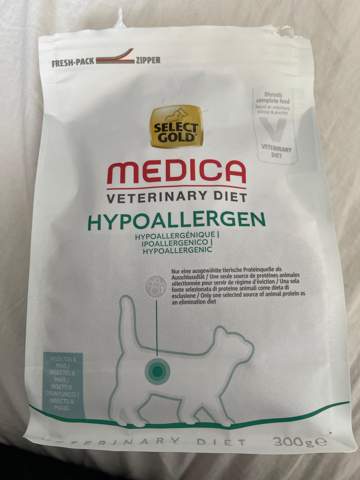 FRESH-PACK ZIPPER
Dietetic
complete food
VETERINARY
DIET
SELECT
GOLD
MEDICA
VETERINARY DIET
HYPOALLERGEN
HYPOALLERGÉNIQUE |
IPOALLERGENICO |
HYPOALLERGENIC
Nur eine ausgewählte tierische Proteinquelle als
Ausschlussdiät / Une seule source de protéines animales
sélectionnée pour servir de régime d'éviction / Una sola
fonte selezionata di proteine animali come dieta di
esclusione / Only one selected source of animal protein as
an elimination diet
INSECTS &
VETERINARY DIET
300g℮